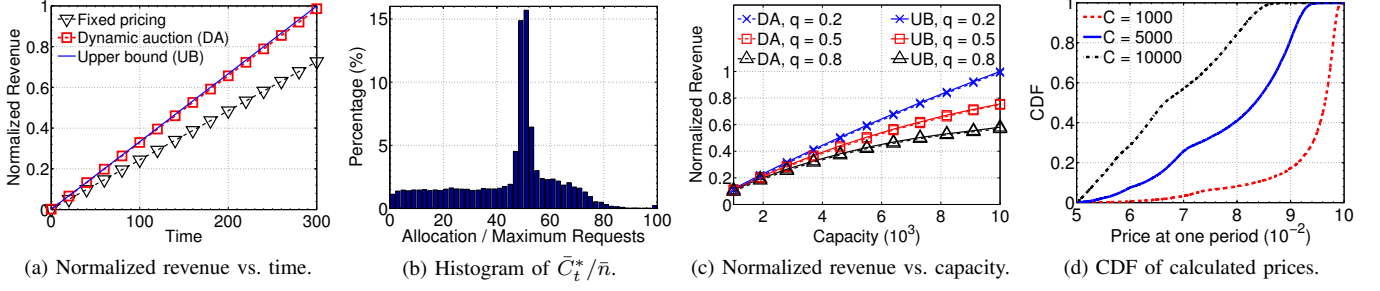 Fixed pricing
Dynamic auction (DA)
Upper bound (UB)
Normalized Revenue
1
0.8
0.6
0.4
0.2
0
0 100 200 300
Time
(a) Normalized revenue vs. time.
Percentage (%)
15
10
5
0
0 20 40 60 80 100
Allocation / Maximum Requests
(b) Histogram of C̄*ₜ/n̄.
DA, q = 0.2 UB, q = 0.2
DA, q = 0.5 UB, q = 0.5
DA, q = 0.8 UB, q = 0.8
Normalized Revenue
1
0.8
0.6
0.4
0.2
0
2 4 6 8 10
Capacity (10³)
(c) Normalized revenue vs. capacity.
C = 1000
C = 5000
C = 10000
CDF
1
0.8
0.6
0.4
0.2
0
5 6 7 8 9 10
Price at one period (10⁻²)
(d) CDF of calculated prices.